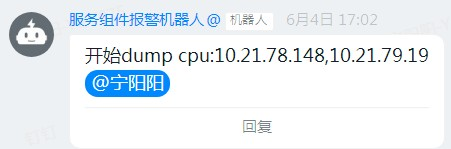 服务组件报警机器人@ 机器人 6月4日 17:02
开始dump cpu:10.21.78.148,10.21.79.19
@宁阳阳
回复